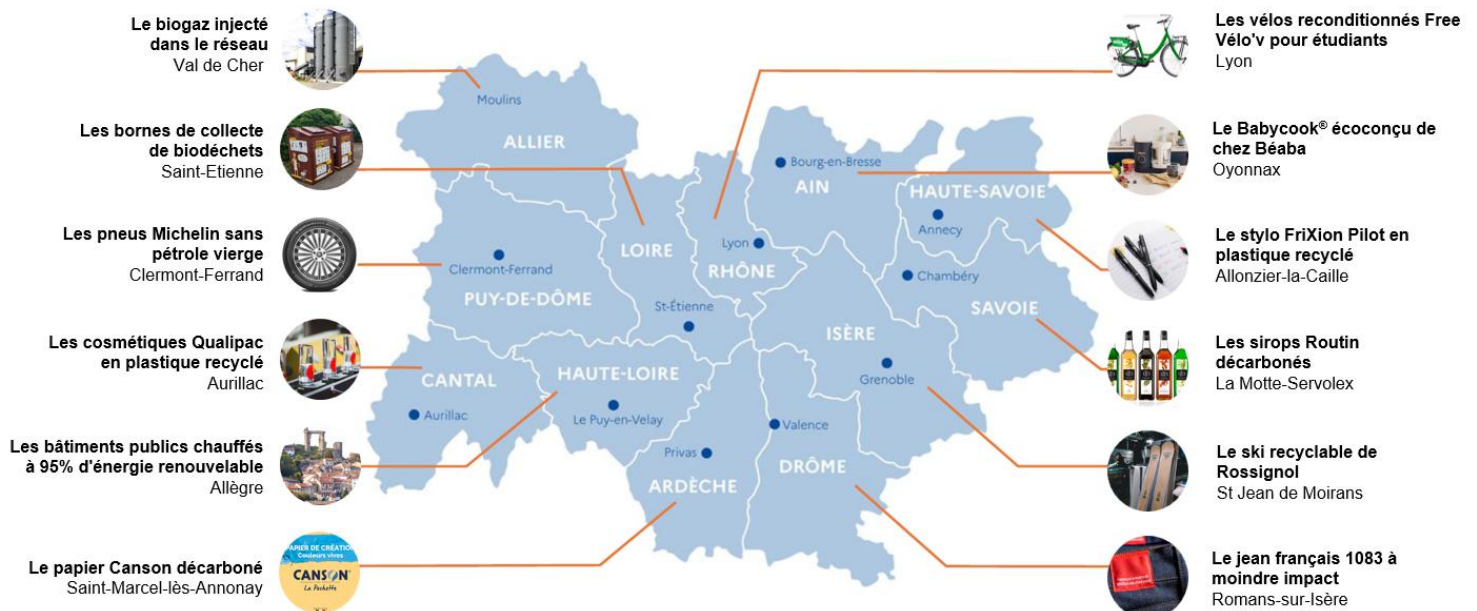 Le biogaz injecté
dans le réseau
Val de Cher
Les bornes de collecte
de biodéchets
Saint-Etienne
Les pneus Michelin sans
pétrole vierge
Clermont-Ferrand
Les cosmétiques Qualipac
en plastique recyclé
Aurillac
Les bâtiments publics chauffés
à 95% d'énergie renouvelable
Allègre
Le papier Canson décarboné
Saint-Marcel-lès-Annonay
PAPIER DE CRÉATION
Couleurs vives
CANSON
La Pochette
Moulins
ALLIER
Clermont-Ferrand
PUY-DE-DÔME
LOIRE
St-Étienne
Lyon
RHÔNE
Bourg-en-Bresse
AIN
HAUTE-SAVOIE
Annecy
Chambéry
SAVOIE
ISÈRE
Grenoble
CANTAL
Aurillac
HAUTE-LOIRE
Le Puy-en-Velay
Privas
ARDÈCHE
Valence
DRÔME
Les vélos reconditionnés Free
Vélo'v pour étudiants
Lyon
Le Babycook® écoconçu de
chez Béaba
Oyonnax
Le stylo FriXion Pilot en
plastique recyclé
Allonzier-la-Caille
Les sirops Routin
décarbonés
La Motte-Servolex
Le ski recyclable de
Rossignol
St Jean de Moirans
Le jean français 1083 à
moindre impact
Romans-sur-Isère